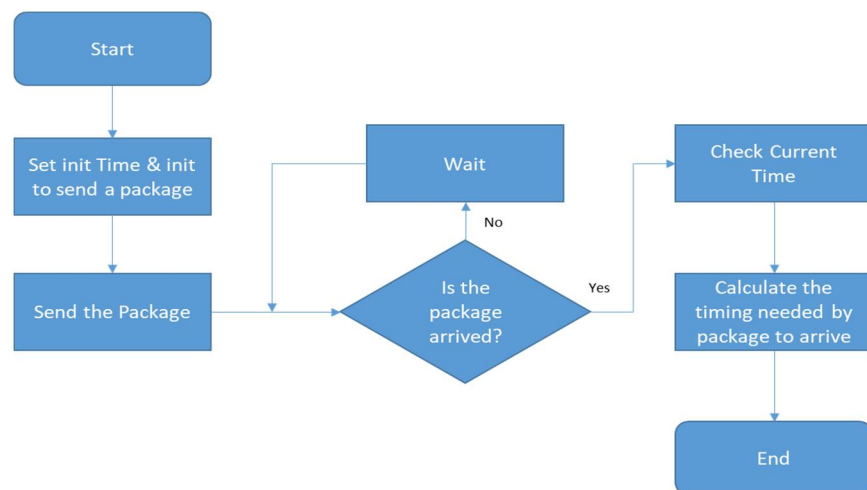 Start
Set init Time & init
to send a package
Send the Package
Wait
No
Is the
package
arrived?
Yes
Check Current
Time
Calculate the
timing needed by
package to arrive
End